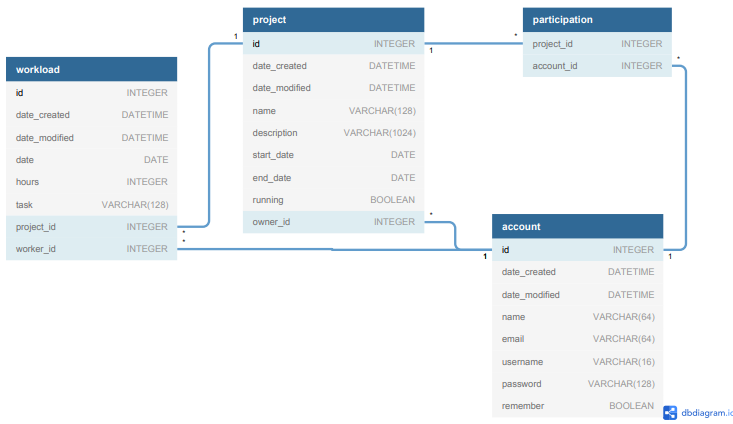 project
1
id INTEGER
1
date_created DATETIME
date_modified DATETIME
name VARCHAR(128)
description VARCHAR(1024)
start_date DATE
end_date DATE
running BOOLEAN
owner_id INTEGER
*
participation
*
project_id INTEGER
account_id INTEGER
*
workload
id INTEGER
date_created DATETIME
date_modified DATETIME
date DATE
hours INTEGER
task VARCHAR(128)
project_id INTEGER
*
*
worker_id INTEGER
account
1
id INTEGER
1
date_created DATETIME
date_modified DATETIME
name VARCHAR(64)
email VARCHAR(64)
username VARCHAR(16)
password VARCHAR(128)
remember BOOLEAN
dbdiagram.io